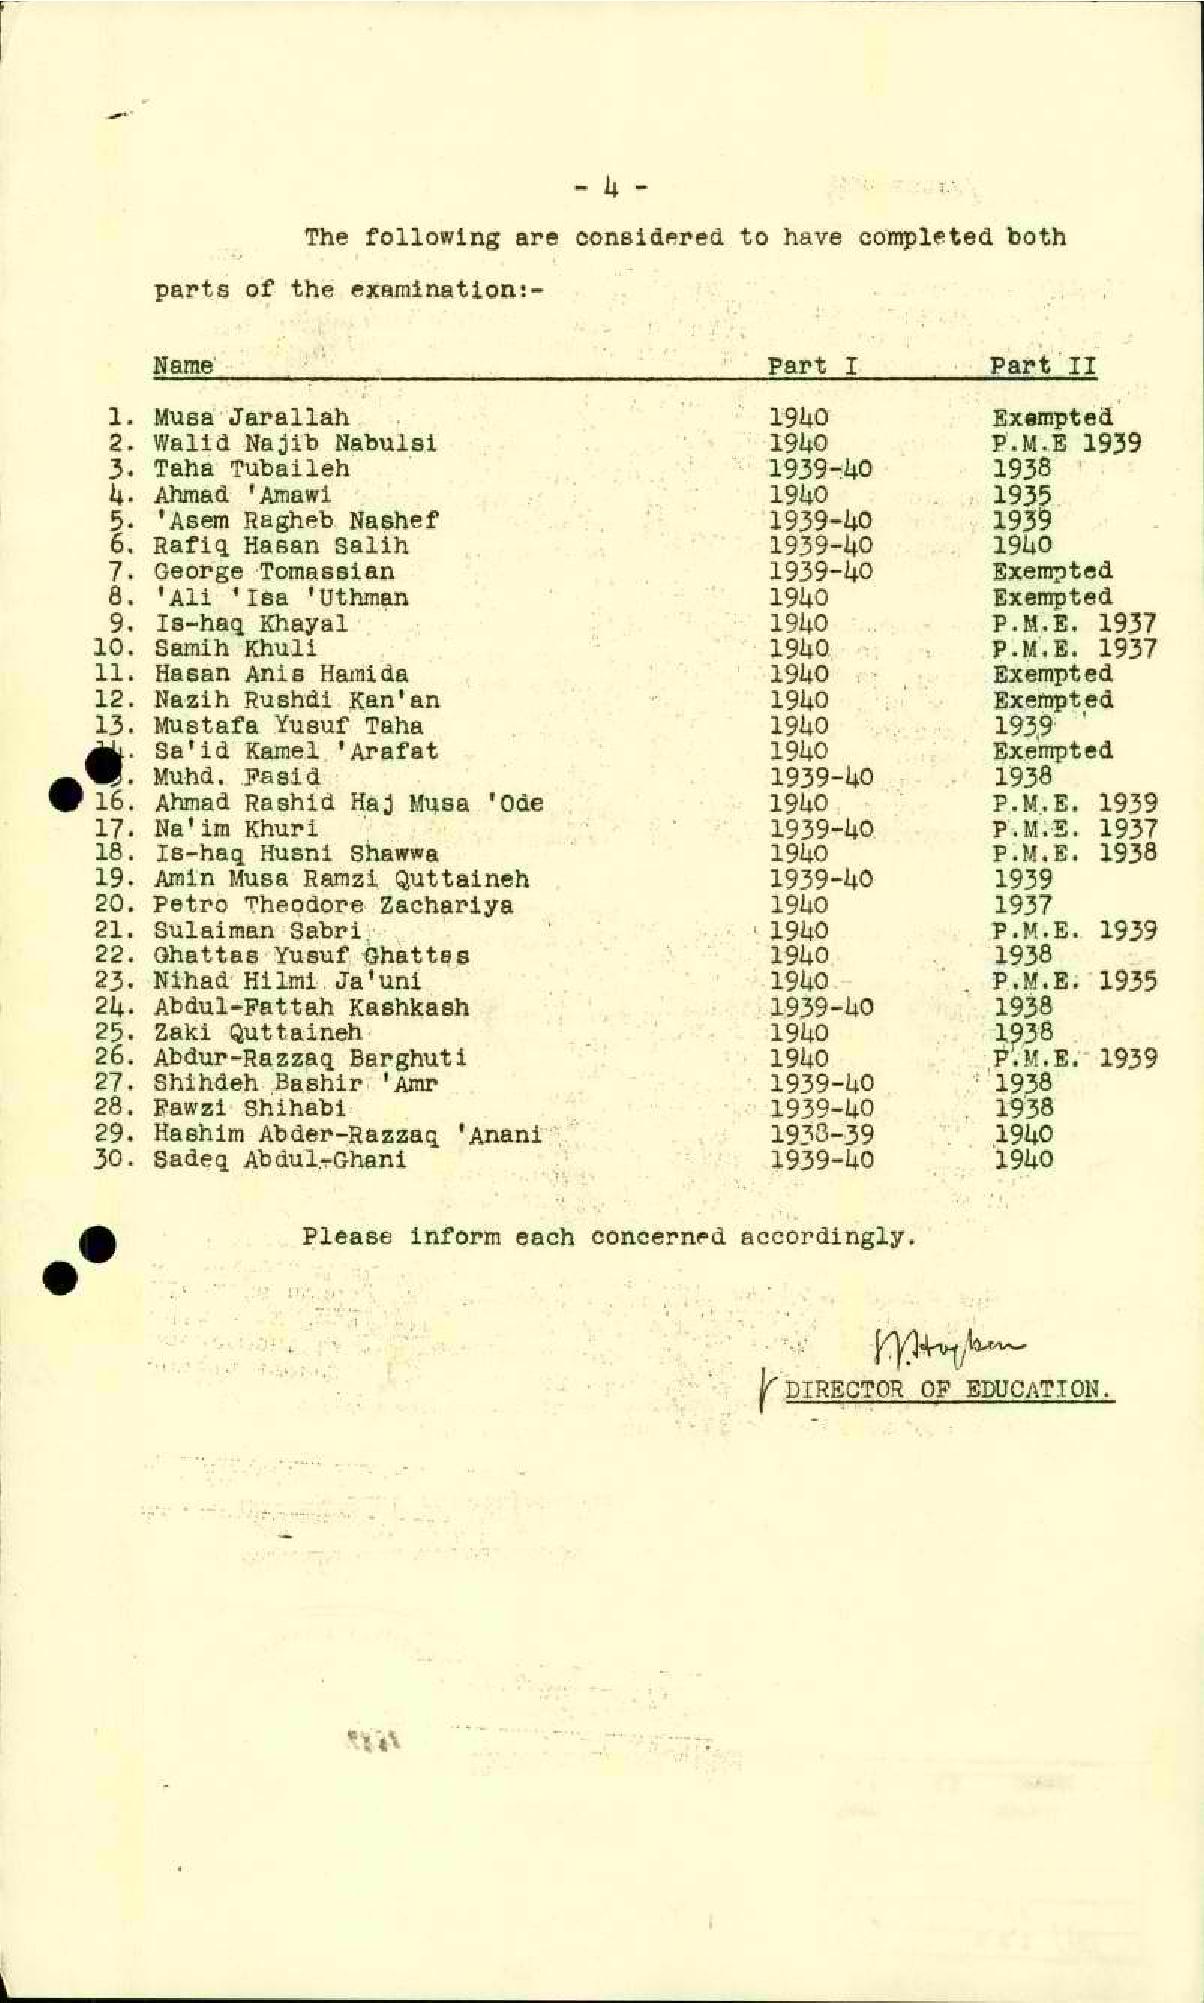 - 4 -
The following are considered to have completed both
parts of the examination:-
Name Part I Part II
1. Musa Jarallah 1940 Exempted
2. Walid Najib Nabulsi 1940 P.M.E 1939
3. Taha Tubaileh 1939-40 1938
4. Ahmad 'Amawi 1940 1935
5. 'Asem Ragheb Nashef 1939-40 1939
6. Rafiq Hasan Salih 1939-40 1940
7. George Tomassian 1939-40 Exempted
8. 'Ali 'Isa 'Uthman 1940 Exempted
9. Is-haq Khayal 1940 P.M.E. 1937
10. Samih Khuli 1940 P.M.E. 1937
11. Hasan Anis Hamida 1940 Exempted
12. Nazih Rushdi Kan'an 1940 Exempted
13. Mustafa Yusuf Taha 1940 1939
14. Sa'id Kamel 'Arafat 1940 Exempted
. Muhd. Fasid 1939-40 1938
16. Ahmad Rashid Haj Musa 'Ode 1940 P.M.E. 1939
17. Na'im Khuri 1939-40 P.M.E. 1937
18. Is-haq Husni Shawwa 1940 P.M.E. 1938
19. Amin Musa Ramzi Quttaineh 1939-40 1939
20. Petro Theodore Zachariya 1940 1937
21. Sulaiman Sabri 1940 P.M.E. 1939
22. Ghattas Yusuf Ghattas 1940 1938
23. Nihad Hilmi Ja'uni 1940 P.M.E. 1935
24. Abdul-Fattah Kashkash 1939-40 1938
25. Zaki Quttaineh 1940 1938
26. Abdur-Razzaq Barghuti 1940 P.M.E. 1939
27. Shihdeh Bashir 'Amr 1939-40 1938
28. Fawzi Shihabi 1939-40 1938
29. Hashim Abder-Razzaq 'Anani 1938-39 1940
30. Sadeq Abdul-Ghani 1939-40 1940
Please inform each concerned accordingly.
DIRECTOR OF EDUCATION.